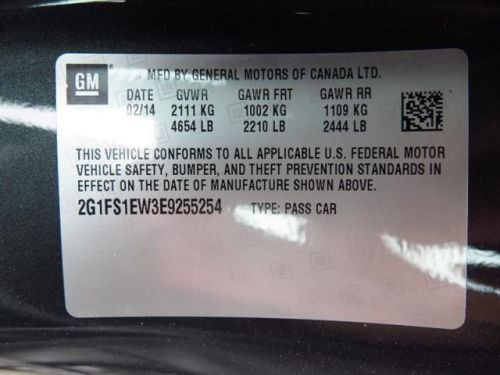 GM
MFD BY GENERAL MOTORS OF CANADA LTD.
DATE GVWR GAWR FRT GAWR RR
02/14 2111 KG 1002 KG 1109 KG
4654 LB 2210 LB 2444 LB
THIS VEHICLE CONFORMS TO ALL APPLICABLE U.S. FEDERAL MOTOR
VEHICLE SAFETY, BUMPER, AND THEFT PREVENTION STANDARDS IN
EFFECT ON THE DATE OF MANUFACTURE SHOWN ABOVE.
2G1FS1EW3E9255254 TYPE: PASS CAR